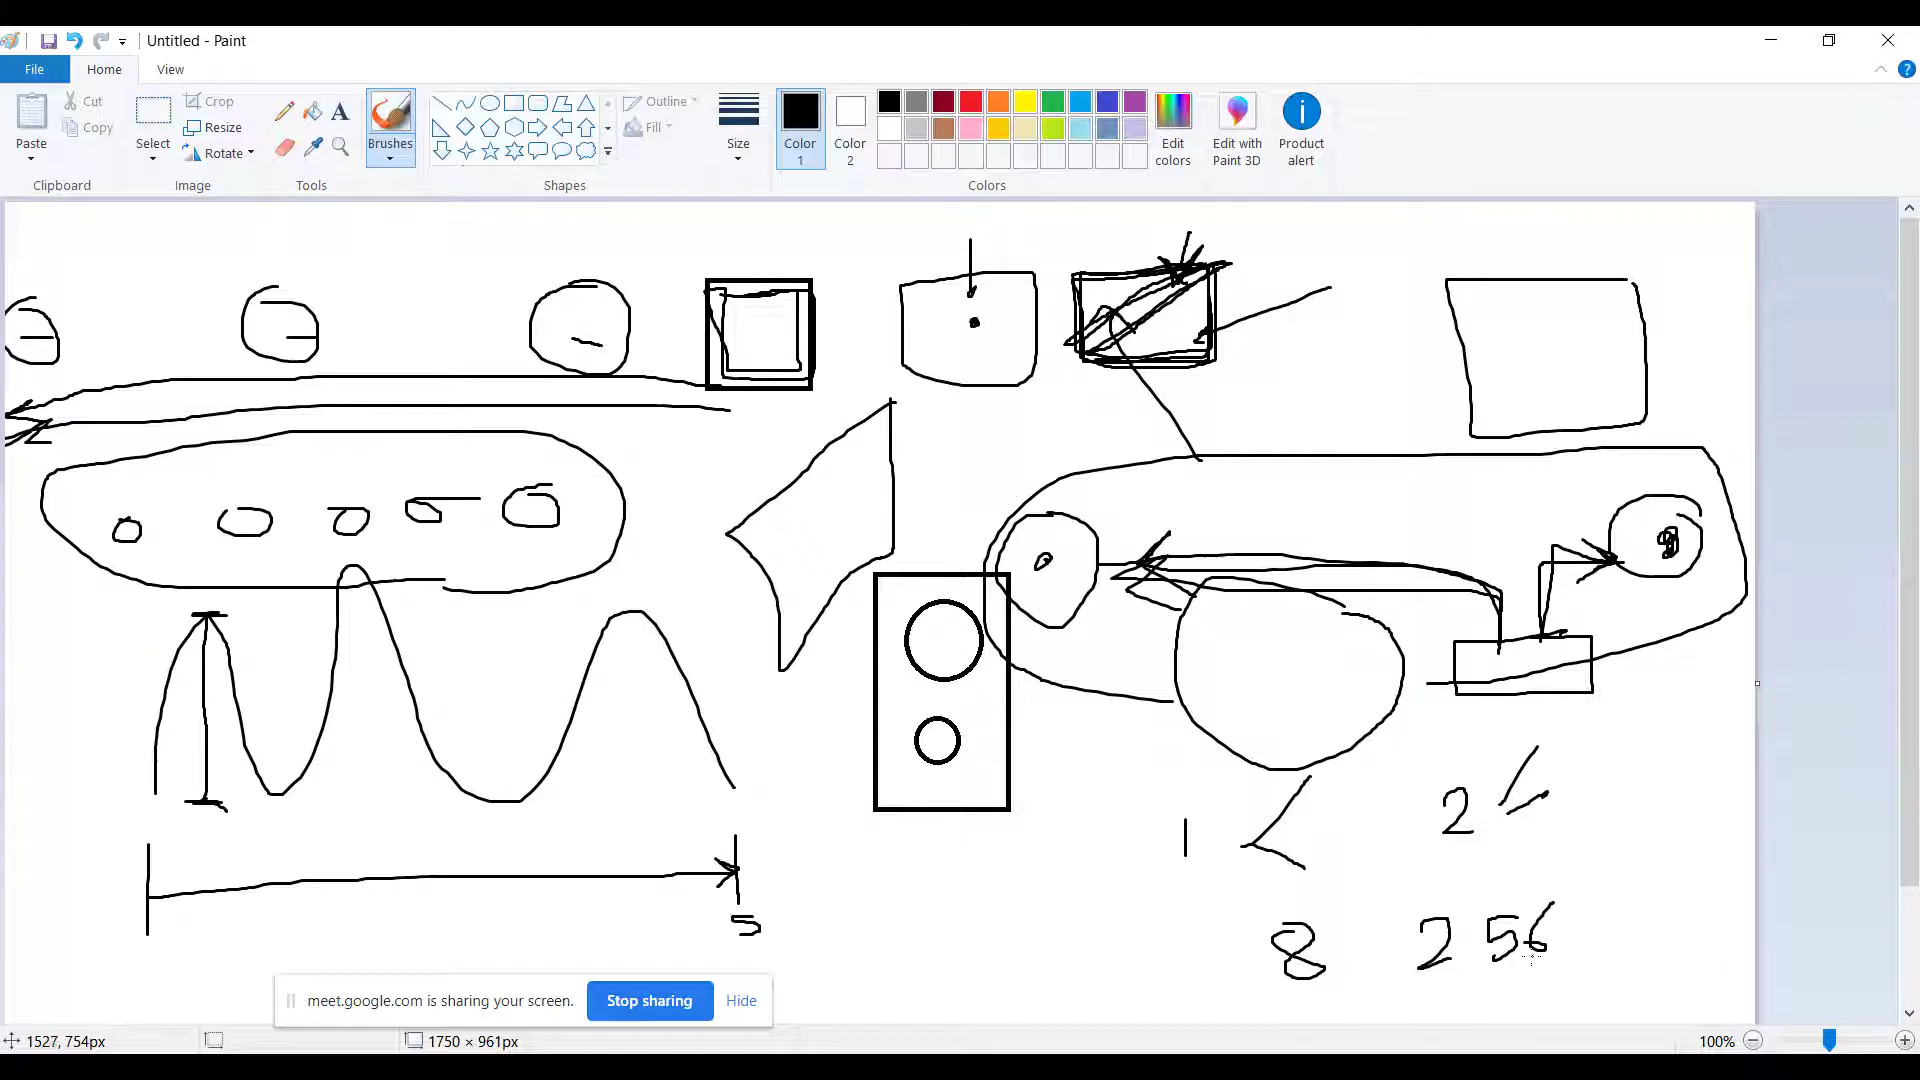 Untitled - Paint
File Home View
Paste Cut Copy Clipboard
Select Crop Resize Rotate Image
Tools
Brushes
Shapes
Outline Fill
Size
Color 1 Color 2
Edit colors Edit with Paint 3D Product alert
Colors
5
1 2
8 256
meet.google.com is sharing your screen. Stop sharing Hide
1527, 754px 1750 × 961px 100%